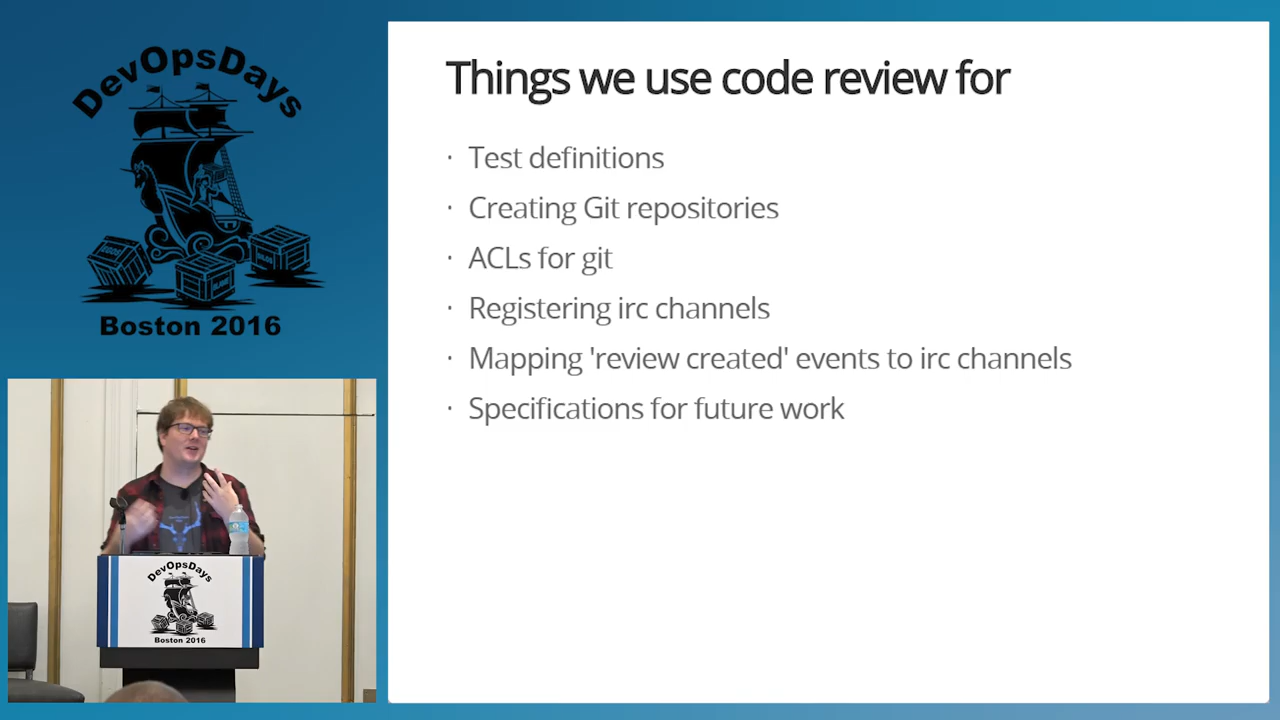 DevOpsDays
Boston 2016
Things we use code review for
· Test definitions
· Creating Git repositories
· ACLs for git
· Registering irc channels
· Mapping 'review created' events to irc channels
· Specifications for future work
DevOpsDays
Boston 2016